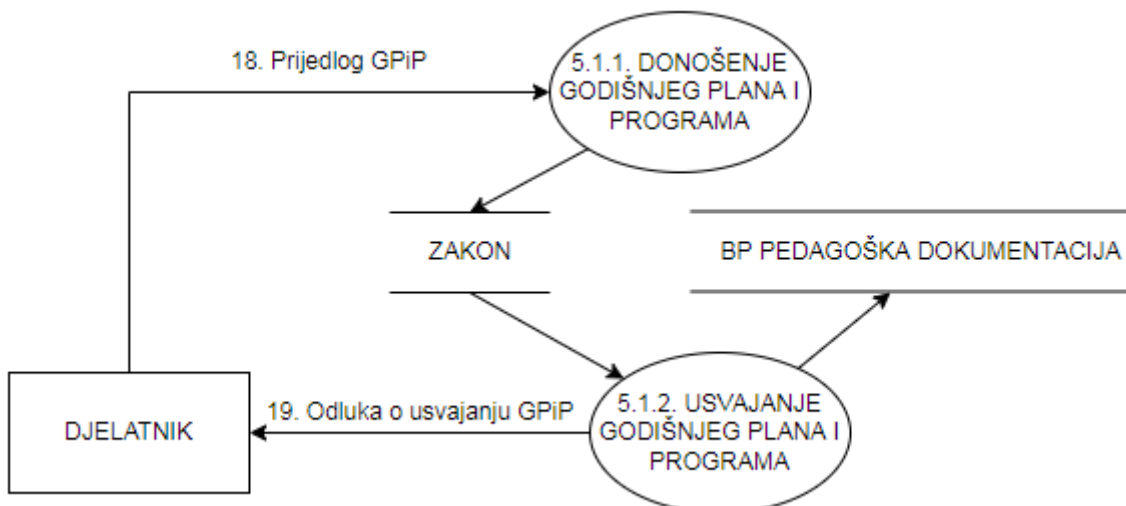 18. Prijedlog GPiP
5.1.1. DONOŠENJE
GODIŠNJEG PLANA I
PROGRAMA
ZAKON
BP PEDAGOŠKA DOKUMENTACIJA
DJELATNIK
19. Odluka o usvajanju GPiP
5.1.2. USVAJANJE
GODIŠNJEG PLANA I
PROGRAMA